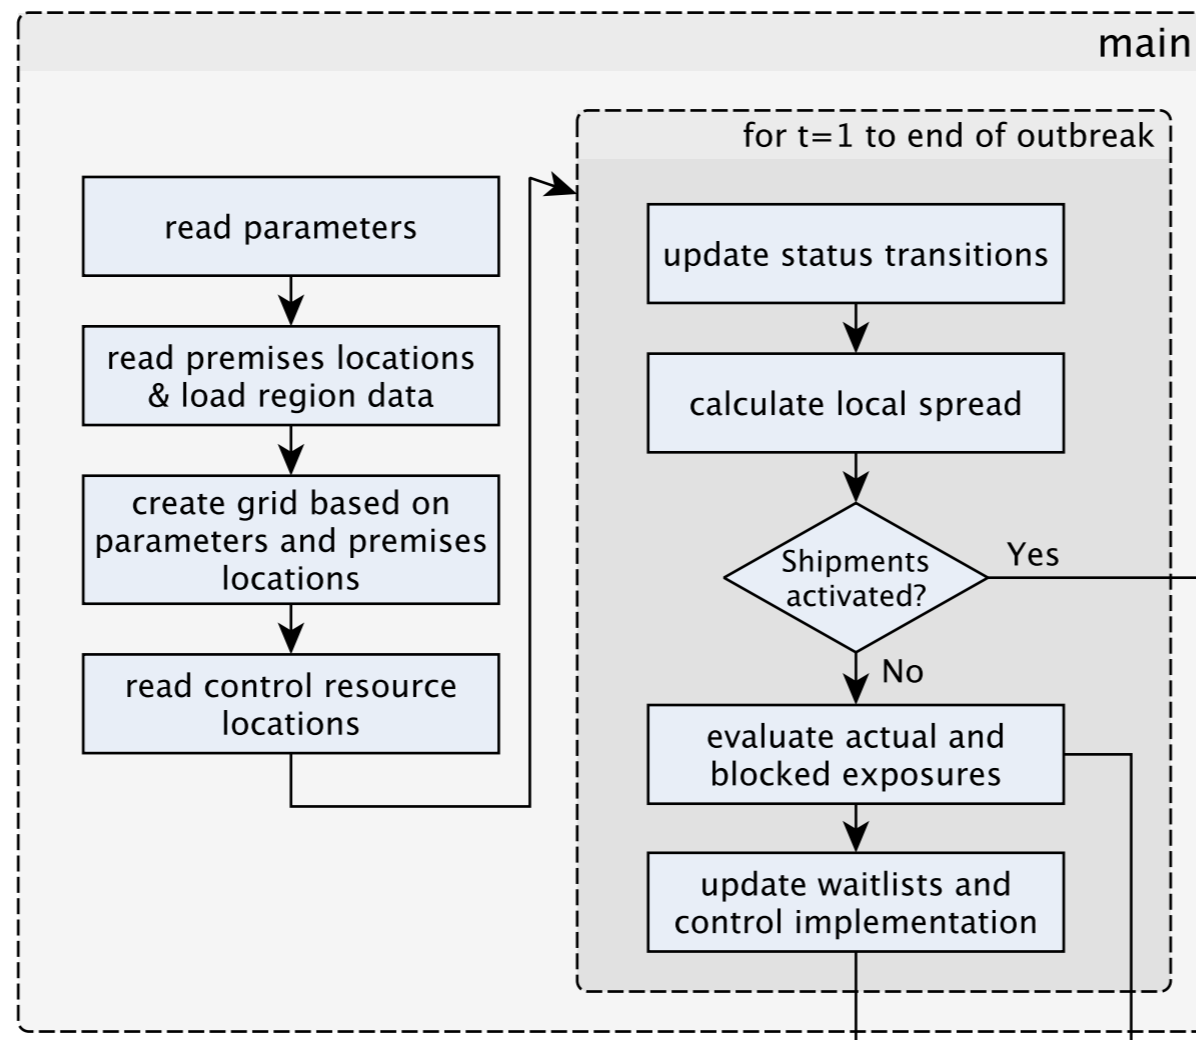 main
read parameters
read premises locations
& load region data
create grid based on
parameters and premises
locations
read control resource
locations
for t=1 to end of outbreak
update status transitions
calculate local spread
Shipments
activated?
Yes
No
evaluate actual and
blocked exposures
update waitlists and
control implementation